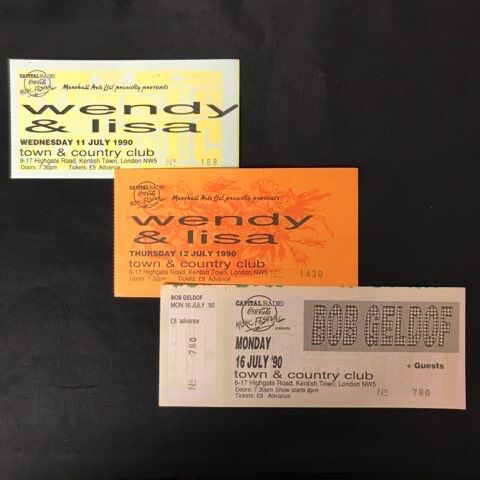 CAPITAL RADIO
Coca-Cola
MUSIC FESTIVAL
Marshall Arts Ltd proudly presents
wendy
& lisa
WEDNESDAY 11 JULY 1990
town & country club
9-17 Highgate Road, Kentish Town, London NW5
Doors: 7.30pm Tickets: £9 Advance
No 188
CAPITAL RADIO
Coca-Cola
MUSIC FESTIVAL
Marshall Arts Ltd proudly presents
wendy
& lisa
THURSDAY 12 JULY 1990
town & country club
9-17 Highgate Road, Kentish Town, London NW5
Doors: 7.30pm Tickets: £9 Advance
No 1430
BOB GELDOF
MON 16 JULY '90
£8 advance
No 780
CAPITAL RADIO
Coca-Cola
MUSIC FESTIVAL
BOB GELDOF
MONDAY
16 JULY '90
+ Guests
town & country club
9-17 Highgate Road, Kentish Town, London NW5
Doors: 7.30pm Show starts 8pm
Tickets: £8 Advance
No 780